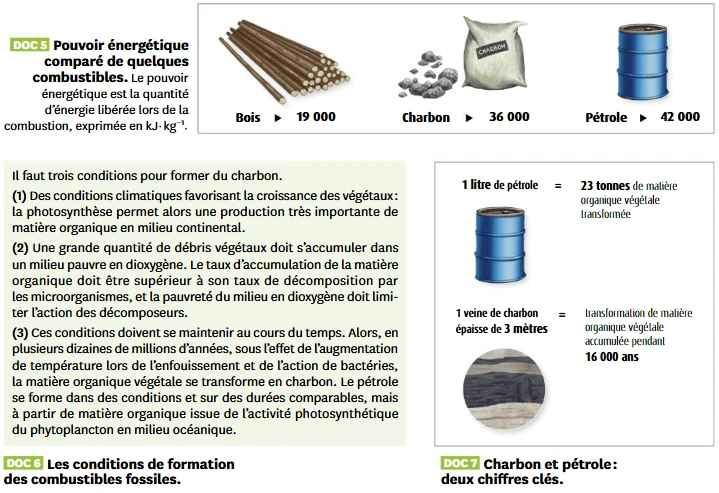 DOC 5 Pouvoir énergétique
comparé de quelques
combustibles. Le pouvoir
énergétique est la quantité
d'énergie libérée lors de la
combustion, exprimée en kJ·kg⁻¹.
CHARBON
Bois ► 19 000
Charbon ► 36 000
Pétrole ► 42 000
Il faut trois conditions pour former du charbon.
(1) Des conditions climatiques favorisant la croissance des végétaux :
la photosynthèse permet alors une production très importante de
matière organique en milieu continental.
(2) Une grande quantité de débris végétaux doit s'accumuler dans
un milieu pauvre en dioxygène. Le taux d'accumulation de la matière
organique doit être supérieur à son taux de décomposition par
les microorganismes, et la pauvreté du milieu en dioxygène doit limi-
ter l'action des décomposeurs.
(3) Ces conditions doivent se maintenir au cours du temps. Alors, en
plusieurs dizaines de millions d'années, sous l'effet de l'augmentation
de température lors de l'enfouissement et de l'action de bactéries,
la matière organique végétale se transforme en charbon. Le pétrole
se forme dans des conditions et sur des durées comparables, mais
à partir de matière organique issue de l'activité photosynthétique
du phytoplancton en milieu océanique.
DOC 6 Les conditions de formation
des combustibles fossiles.
1 litre de pétrole = 23 tonnes de matière
organique végétale
transformée
1 veine de charbon = transformation de matière
épaisse de 3 mètres organique végétale
accumulée pendant
16 000 ans
DOC 7 Charbon et pétrole :
deux chiffres clés.